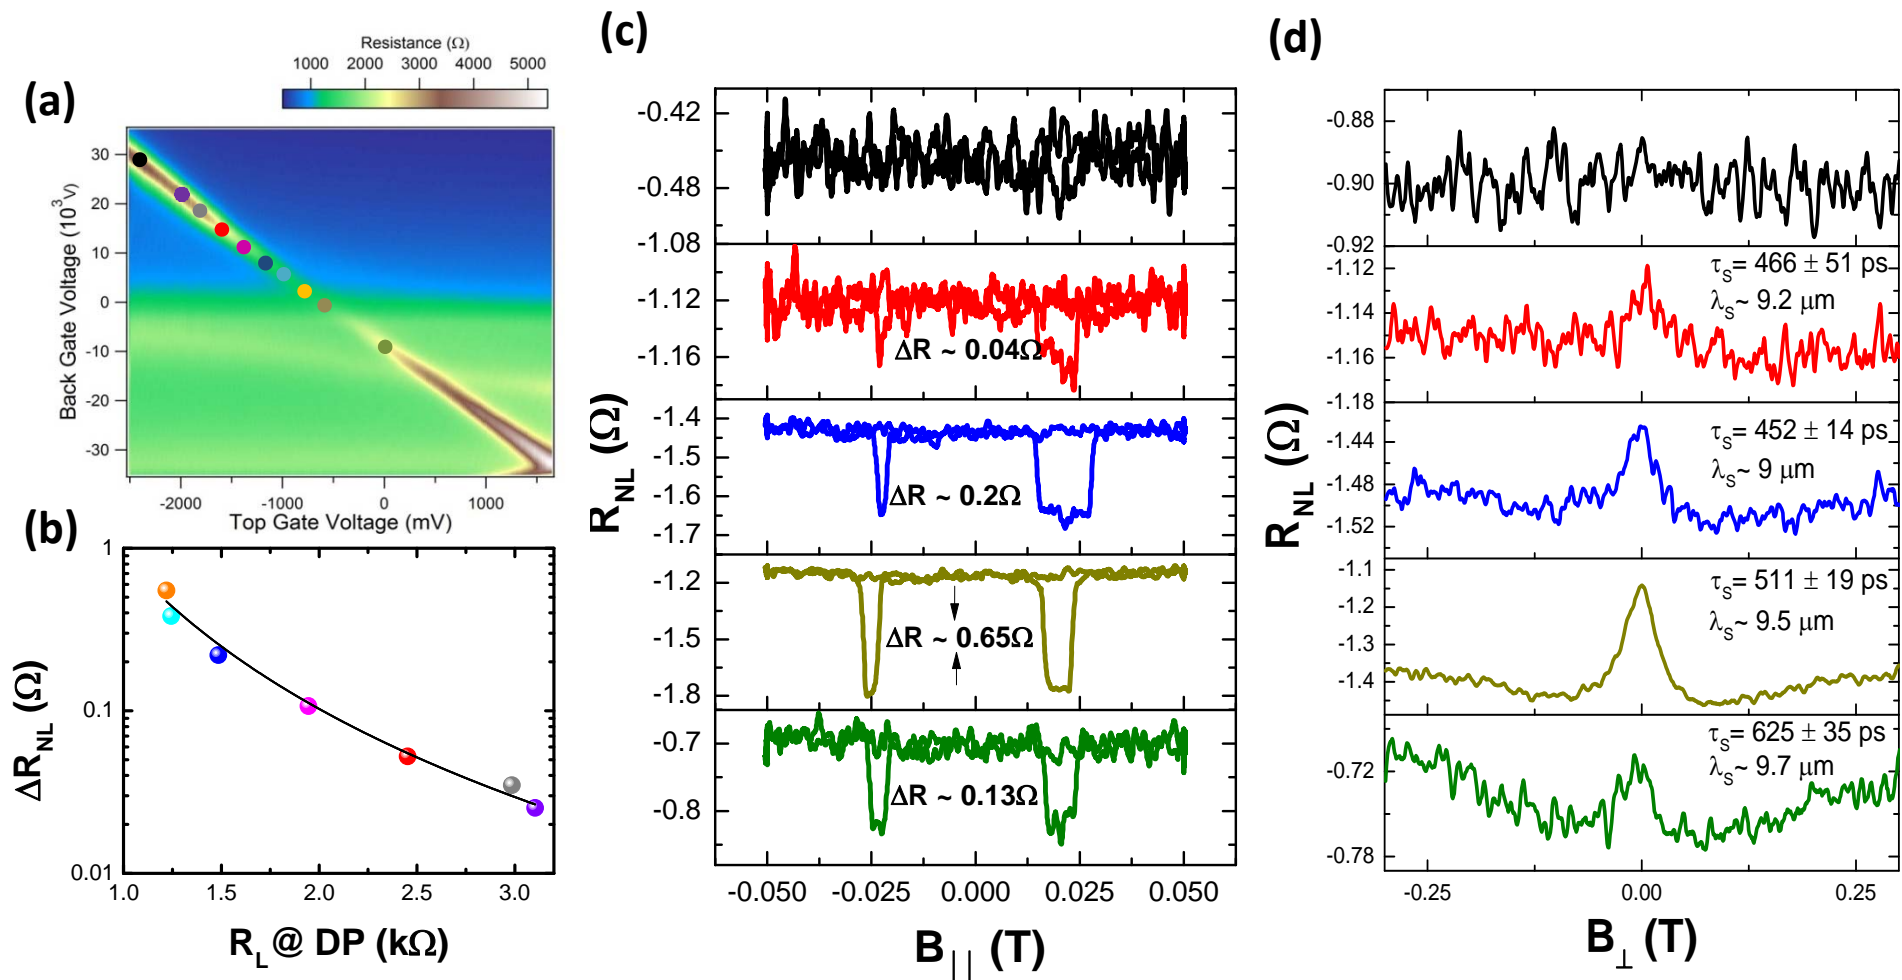 (a)
Resistance (Ω)
1000 2000 3000 4000 5000
Back Gate Voltage (10³V)
30
20
10
0
-10
-20
-30
-2000 -1000 0 1000
Top Gate Voltage (mV)
(b)
ΔR_NL (Ω)
1
0.1
0.01
1.0 1.5 2.0 2.5 3.0
R_L @ DP (kΩ)
(c)
R_NL (Ω)
-0.42
-0.48
-1.08
-1.12
-1.16
ΔR ~ 0.04Ω
-1.4
-1.5
-1.6
-1.7
ΔR ~ 0.2Ω
-1.2
-1.5
-1.8
ΔR ~ 0.65Ω
-0.7
-0.8
ΔR ~ 0.13Ω
-0.050 -0.025 0.000 0.025 0.050
B_|| (T)
(d)
R_NL (Ω)
-0.88
-0.90
-0.92
-1.12
-1.14
-1.16
-1.18
τ_S= 466 ± 51 ps
λ_S~ 9.2 μm
-1.44
-1.48
-1.52
τ_S= 452 ± 14 ps
λ_S~ 9 μm
-1.1
-1.2
-1.3
-1.4
τ_S= 511 ± 19 ps
λ_S~ 9.5 μm
-0.72
-0.78
τ_S= 625 ± 35 ps
λ_S~ 9.7 μm
-0.25 0.00 0.25
B_⊥ (T)